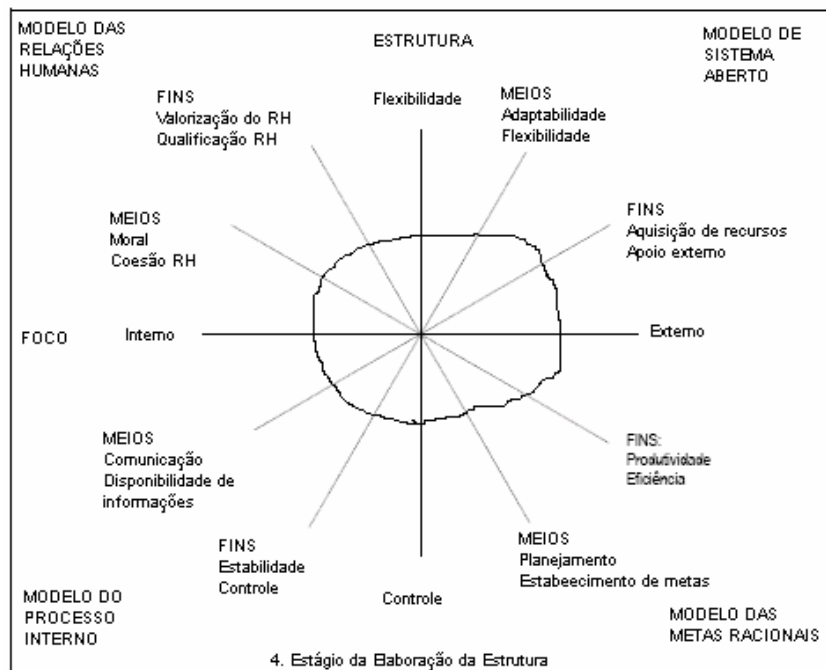 MODELO DAS
RELAÇÕES
HUMANAS
ESTRUTURA
MODELO DE
SISTEMA
ABERTO
FINS
Valorização do RH
Qualificação RH
Flexibilidade
MEIOS
Adaptabilidade
Flexibilidade
MEIOS
Moral
Coesão RH
FINS
Aquisição de recursos
Apoio externo
FOCO
Interno
Externo
MEIOS
Comunicação
Disponibilidade de
informações
FINS:
Produtividade
Eficiência
FINS
Estabilidade
Controle
MEIOS
Planejamento
Estabeecimento de metas
Controle
MODELO DO
PROCESSO
INTERNO
MODELO DAS
METAS RACIONAIS
4. Estágio da Elaboração da Estrutura